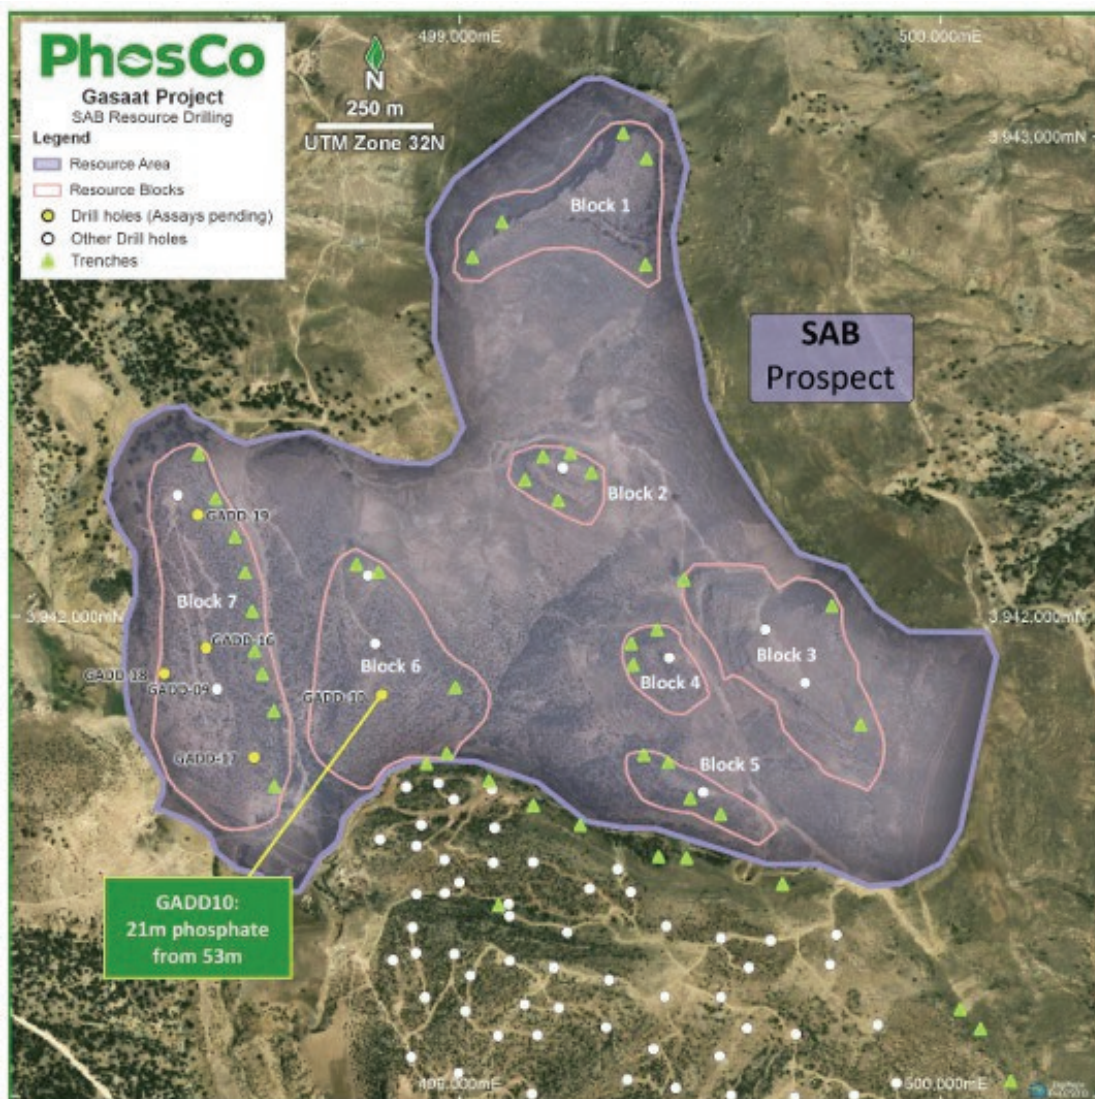 PhosCo
Gasaat Project
SAB Resource Drilling
Legend
Resource Area
Resource Blocks
Drill holes (Assays pending)
Other Drill holes
Trenches
N
250 m
UTM Zone 32N
499,000mE
500,000mE
3,943,000mN
Block 1
SAB
Prospect
Block 2
GADD-19
Block 7
3,942,000mN
3,942,000mN
GADD-16
Block 6
Block 3
GADD-18
GADD-09
Block 4
GADD-10
GADD-17
Block 5
GADD10:
21m phosphate
from 53m
499,000mE
500,000mE